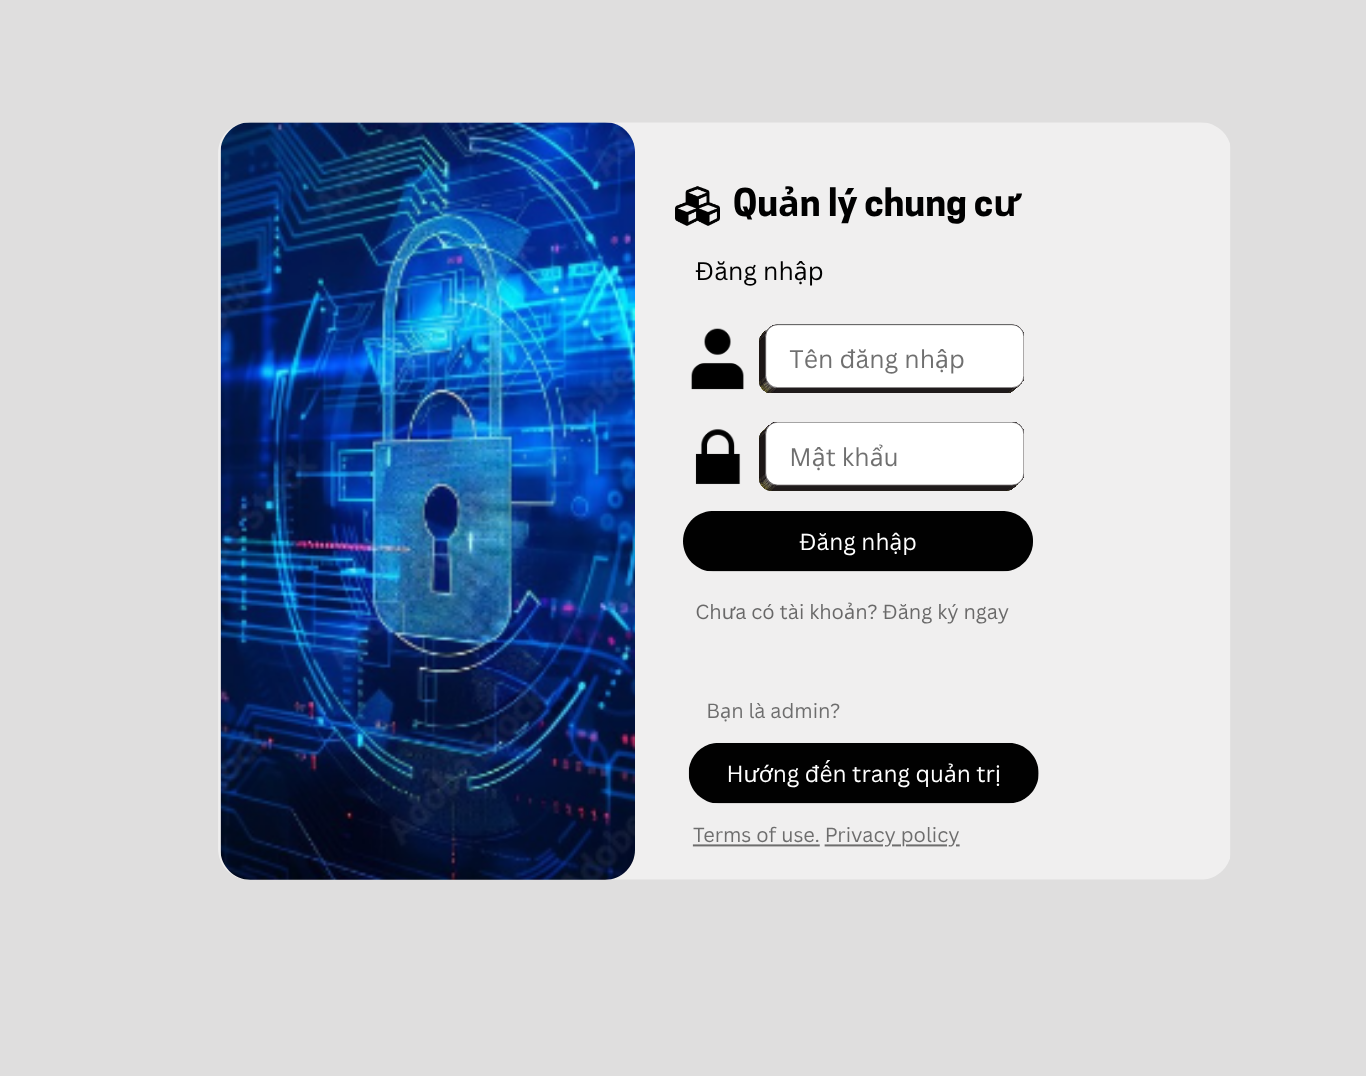 Quản lý chung cư
Đăng nhập
Tên đăng nhập
Mật khẩu
Đăng nhập
Chưa có tài khoản? Đăng ký ngay
Bạn là admin?
Hướng đến trang quản trị
Terms of use. Privacy policy